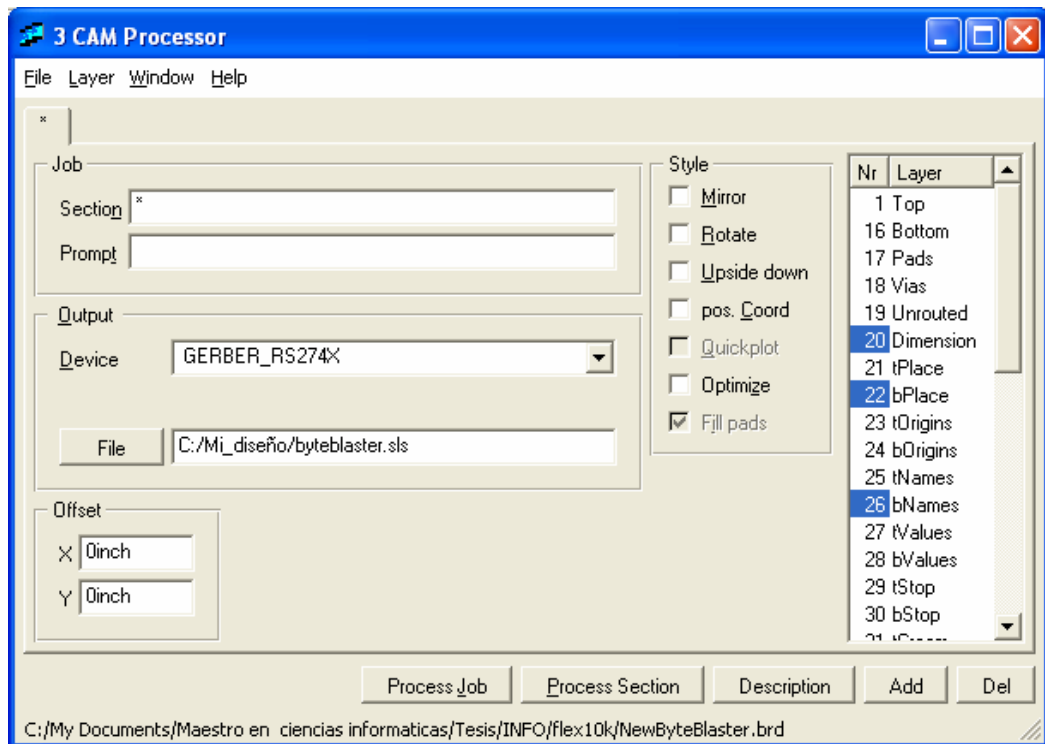 3 CAM Processor
File Layer Window Help
*
Job
Section *
Prompt
Output
Device GERBER_RS274X
File C:/Mi_diseño/byteblaster.sls
Offset
X 0inch
Y 0inch
Style
Mirror
Rotate
Upside down
pos. Coord
Quickplot
Optimize
Fill pads
Nr Layer
1 Top
16 Bottom
17 Pads
18 Vias
19 Unrouted
20 Dimension
21 tPlace
22 bPlace
23 tOrigins
24 bOrigins
25 tNames
26 bNames
27 tValues
28 bValues
29 tStop
30 bStop
Process Job Process Section Description Add Del
C:/My Documents/Maestro en ciencias informaticas/Tesis/INFO/flex10k/NewByteBlaster.brd